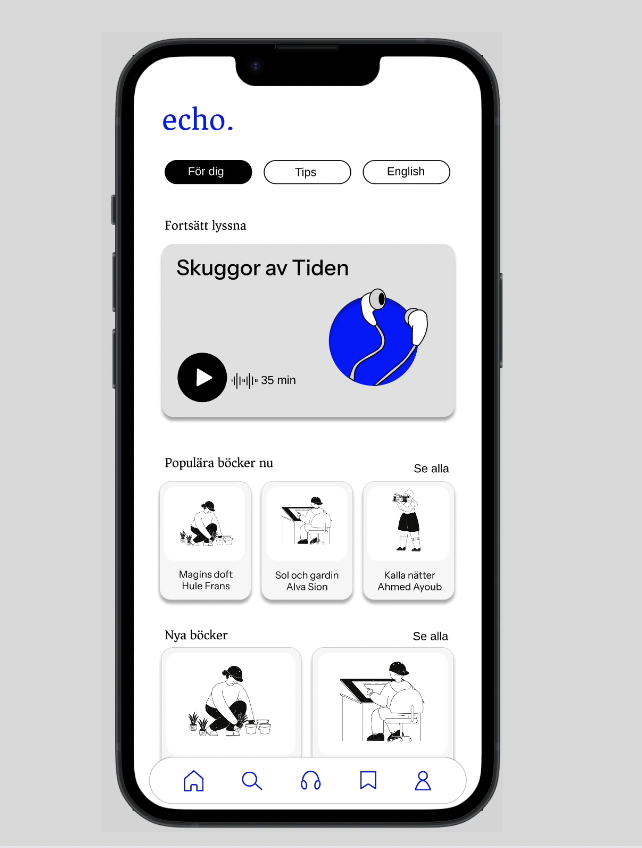 echo.
För dig
Tips
English
Fortsätt lyssna
Skuggor av Tiden
35 min
Populära böcker nu
Se alla
Magins doft
Hule Frans
Sol och gardin
Alva Sion
Kalla nätter
Ahmed Ayoub
Nya böcker
Se alla